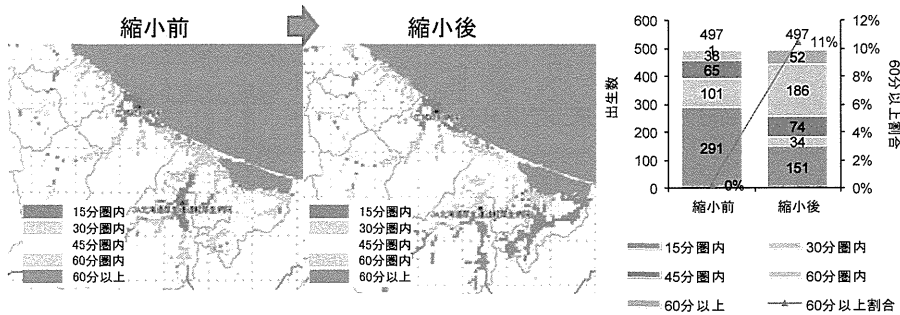 縮小前
縮小後
15分圏内
30分圏内
45分圏内
60分圏内
60分以上
15分圏内
30分圏内
45分圏内
60分圏内
60分以上
出生数
600
500
400
300
200
100
0
497
1
38
65
101
291
0%
497
52
186
74
34
151
11%
12%
10%
8%
6%
4%
2%
0%
60分以上割合
縮小前
縮小後
15分圏内
30分圏内
45分圏内
60分圏内
60分以上
60分以上割合